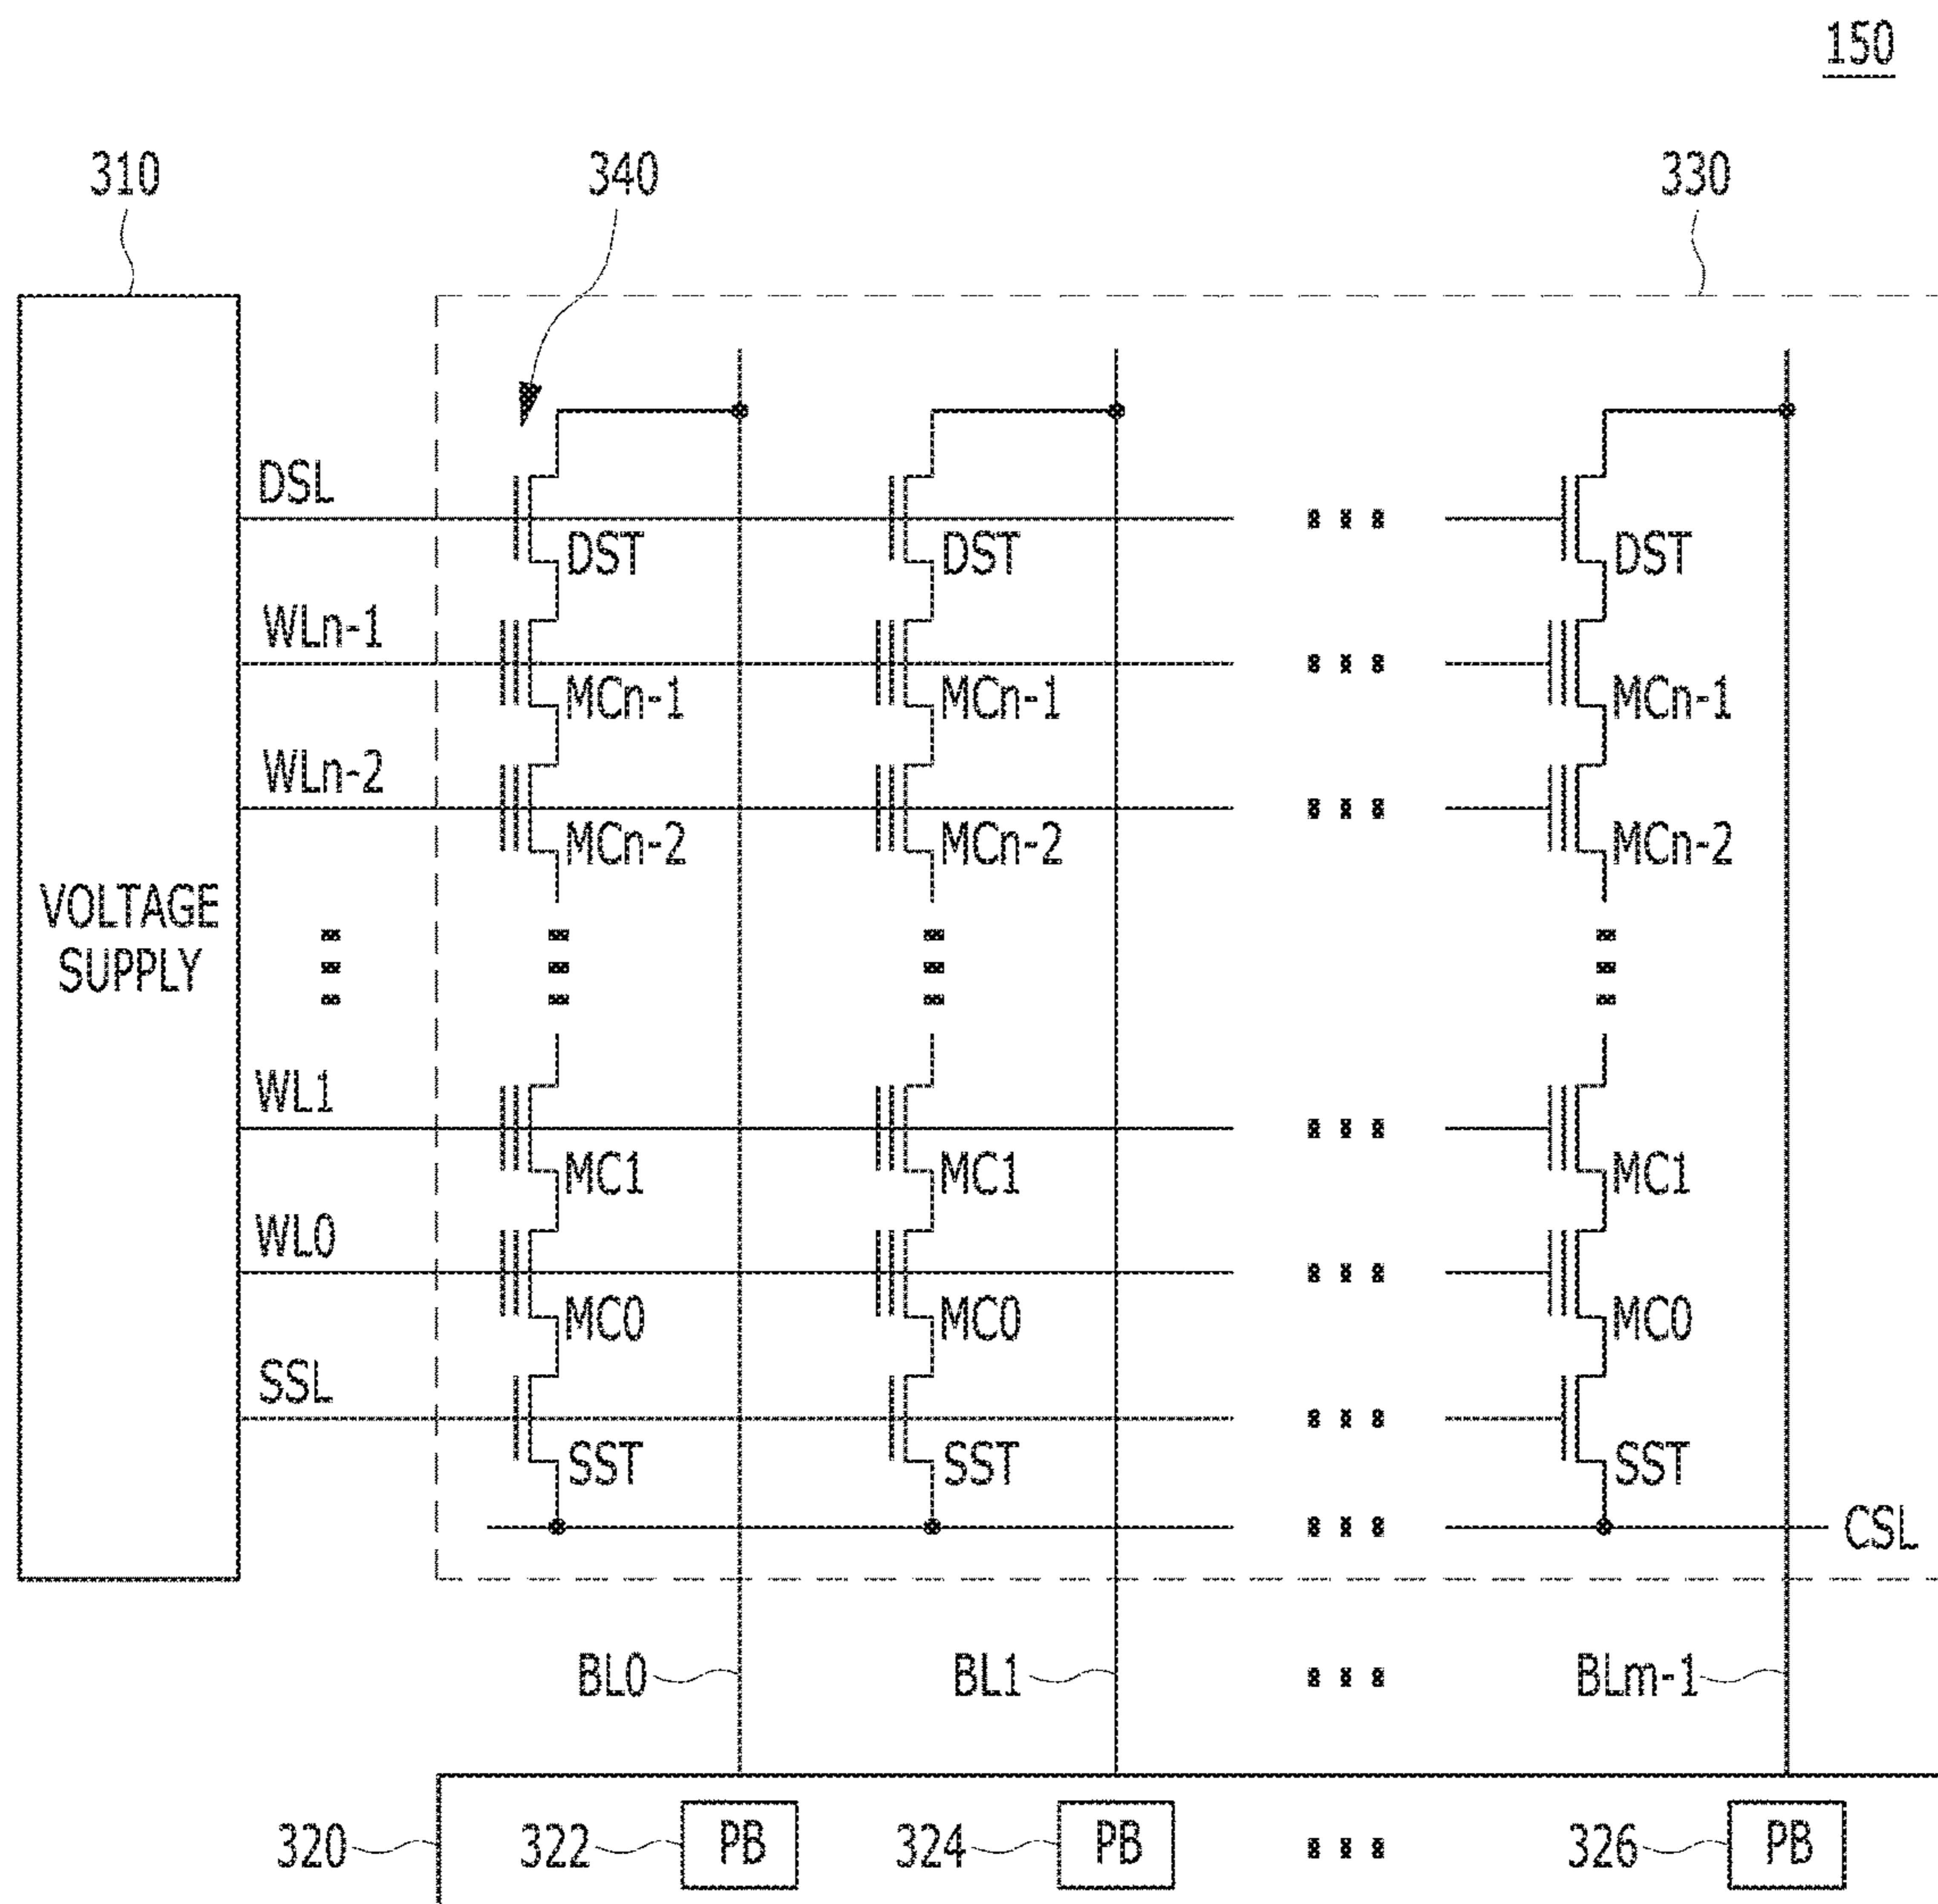 150
310
340
330
DSL
DST DST DST
WLn-1
MCn-1 MCn-1 MCn-1
WLn-2
MCn-2 MCn-2 MCn-2
VOLTAGE
SUPPLY
WL1
MC1 MC1 MC1
WL0
MC0 MC0 MC0
SSL
SST SST SST
CSL
BL0 BL1 BLm-1
320 322 PB 324 PB 326 PB